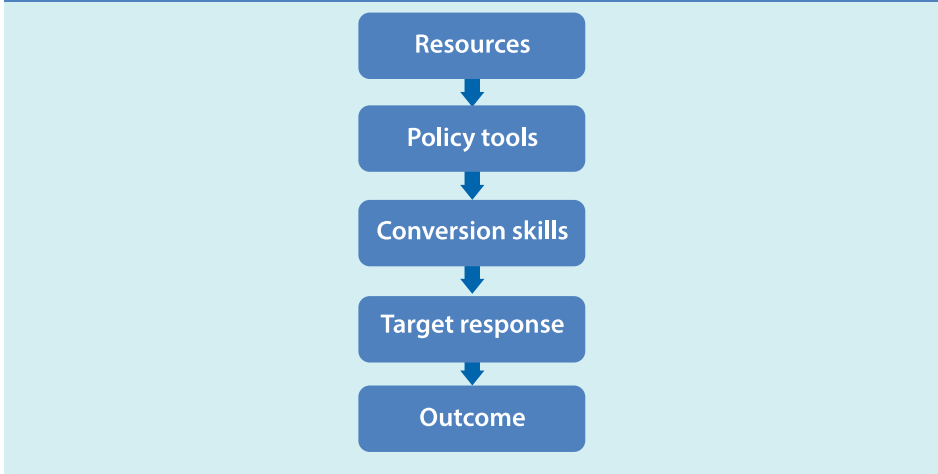 Resources
Policy tools
Conversion skills
Target response
Outcome